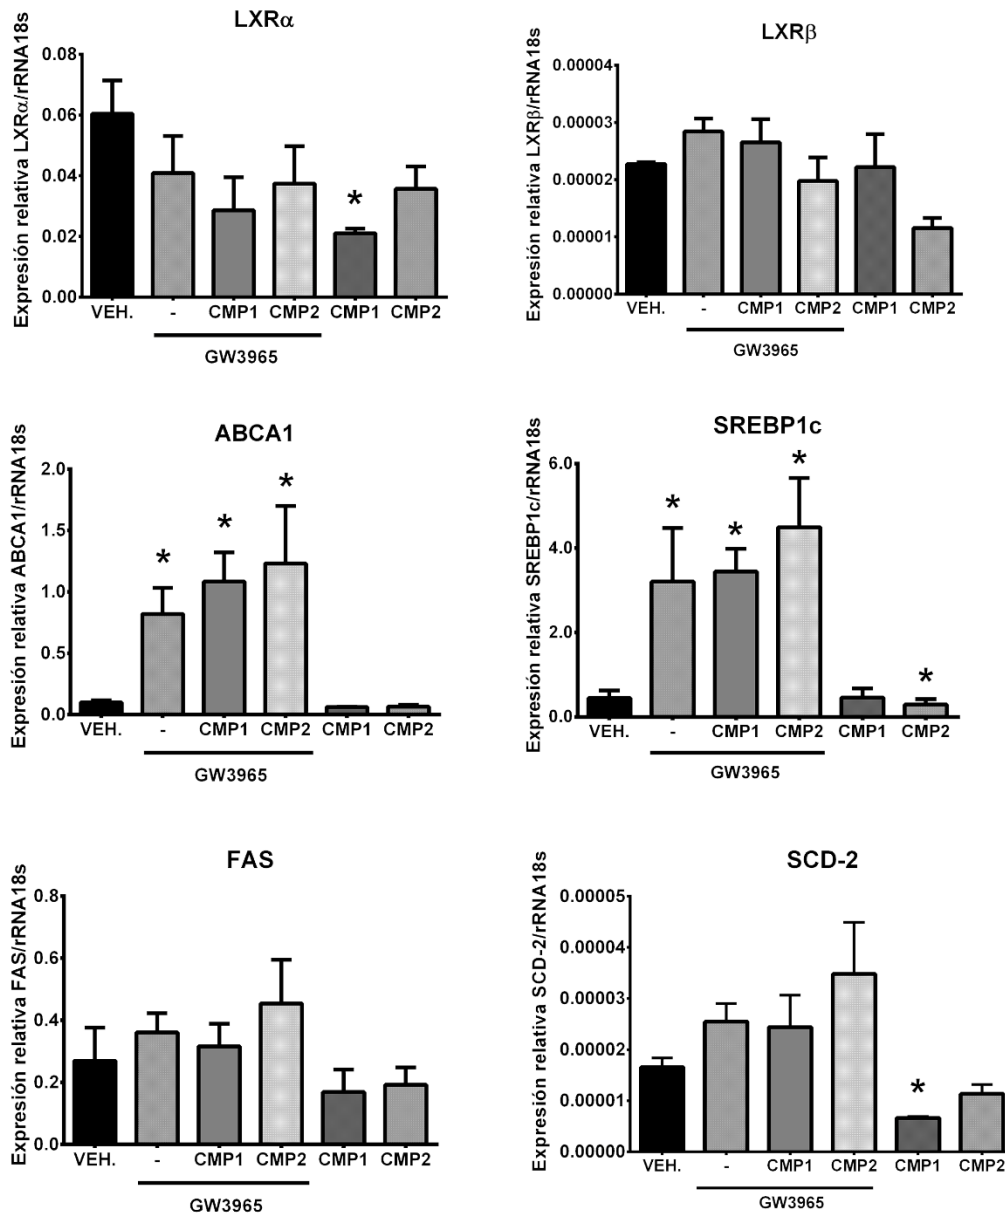 LXRα
Expresión relativa LXRα/rRNA18s
0.08
0.06
0.04
0.02
0.00
*
VEH. - CMP1 CMP2 CMP1 CMP2
GW3965
LXRβ
Expresión relativa LXRβ/rRNA18s
0.00004
0.00003
0.00002
0.00001
0.00000
VEH. - CMP1 CMP2 CMP1 CMP2
GW3965
ABCA1
Expresión relativa ABCA1/rRNA18s
2.0
1.5
1.0
0.5
0.0
* * *
VEH. - CMP1 CMP2 CMP1 CMP2
GW3965
SREBP1c
Expresión relativa SREBP1c/rRNA18s
6.0
4.0
2.0
0.0
* * * *
VEH. - CMP1 CMP2 CMP1 CMP2
GW3965
FAS
Expresión relativa FAS/rRNA18s
0.8
0.6
0.4
0.2
0.0
VEH. - CMP1 CMP2 CMP1 CMP2
GW3965
SCD-2
Expresión relativa SCD-2/rRNA18s
0.00005
0.00004
0.00003
0.00002
0.00001
0.00000
*
VEH. - CMP1 CMP2 CMP1 CMP2
GW3965